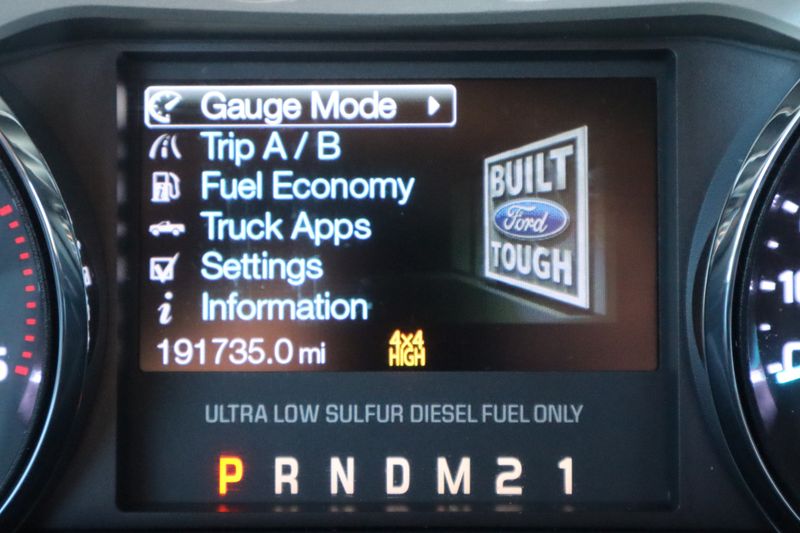 Gauge Mode
Trip A / B
Fuel Economy
Truck Apps
Settings
Information
BUILT
Ford
TOUGH
191735.0 mi
4x4
HIGH
ULTRA LOW SULFUR DIESEL FUEL ONLY
P R N D M 2 1